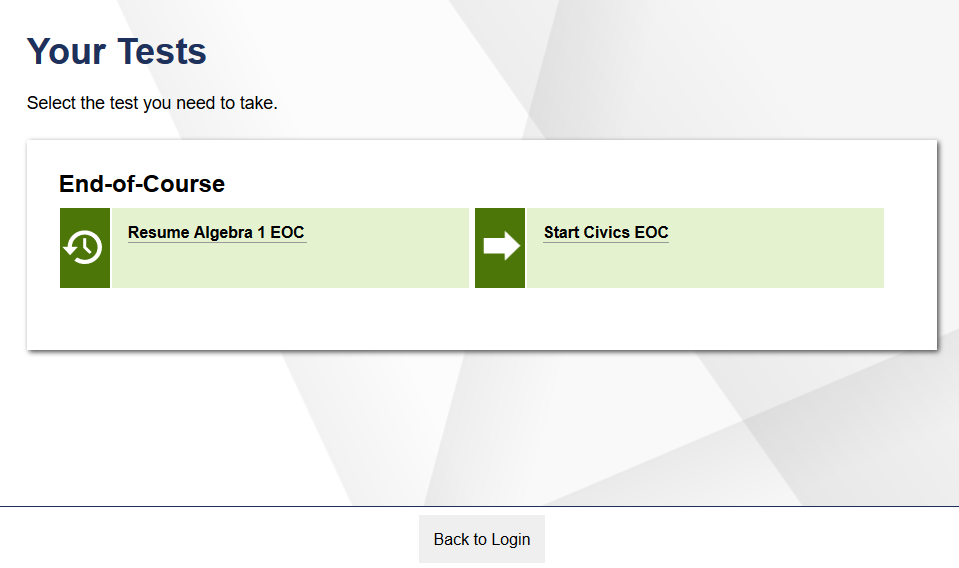 Your Tests
Select the test you need to take.
End-of-Course
Resume Algebra 1 EOC
Start Civics EOC
Back to Login